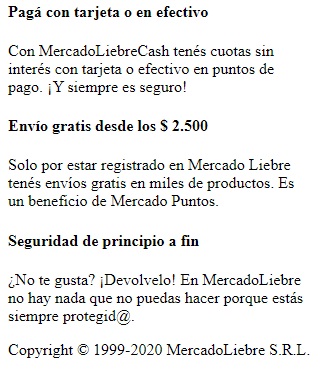 Pagá con tarjeta o en efectivo
Con MercadoLiebreCash tenés cuotas sin
interés con tarjeta o efectivo en puntos de
pago. ¡Y siempre es seguro!
Envío gratis desde los $ 2.500
Solo por estar registrado en Mercado Liebre
tenés envíos gratis en miles de productos. Es
un beneficio de Mercado Puntos.
Seguridad de principio a fin
¿No te gusta? ¡Devolvelo! En MercadoLiebre
no hay nada que no puedas hacer porque estás
siempre protegid@.
Copyright © 1999-2020 MercadoLiebre S.R.L.